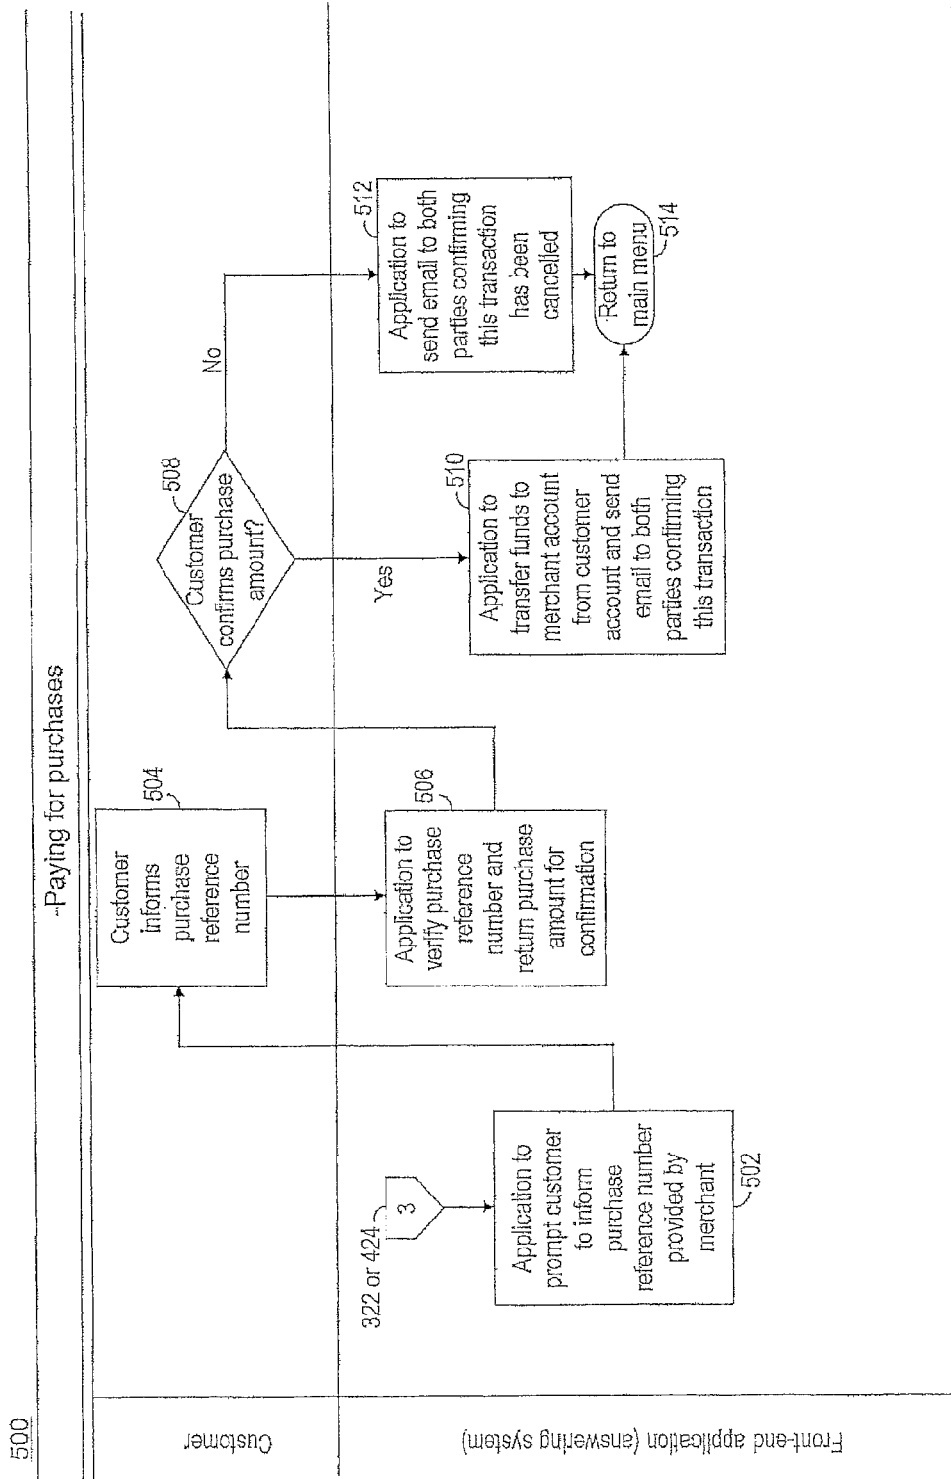 500
Paying for purchases
Customer
Front-end application (answering system)
322 or 424
3
Application to
prompt customer
to inform
purchase
reference number
provided by
merchant
502
Customer
informs
purchase
reference
number
504
Application to
verify purchase
reference
number and
return purchase
amount for
confirmation
506
Customer
confirms purchase
amount?
508
Yes
No
Application to
transfer funds to
merchant account
from customer
account and send
email to both
parties confirming
this transaction
510
Application to
send email to both
parties confirming
this transaction
has been
cancelled
512
Return to
main menu
514